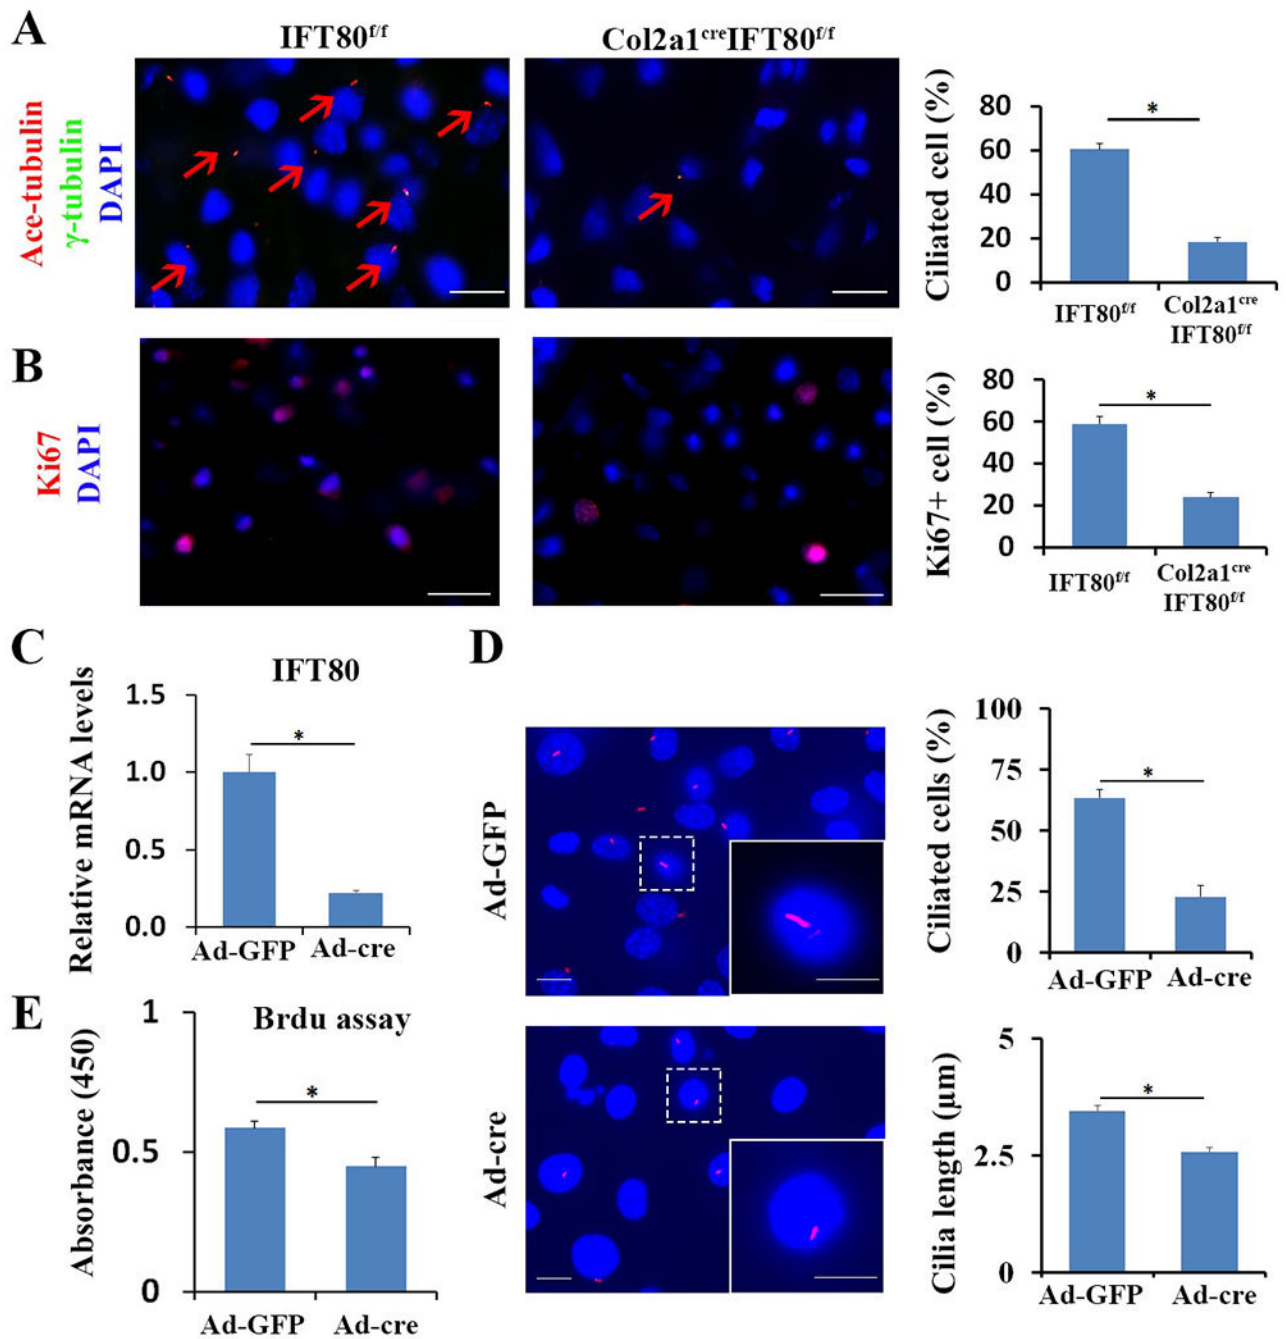 A
IFT80f/f
Col2a1creIFT80f/f
Ace-tubulin
γ-tubulin
DAPI
Ciliated cell (%)
80
60
40
20
0
*
IFT80f/f
Col2a1cre
IFT80f/f
B
Ki67
DAPI
Ki67+ cell (%)
80
60
40
20
0
*
IFT80f/f
Col2a1cre
IFT80f/f
C
IFT80
Relative mRNA levels
1.5
1.0
0.5
0.0
*
Ad-GFP
Ad-cre
D
Ad-GFP
Ciliated cells (%)
100
75
50
25
0
*
Ad-GFP
Ad-cre
E
Brdu assay
Absorbance (450)
1
0.5
0
*
Ad-GFP
Ad-cre
Ad-cre
Cilia length (µm)
5
2.5
0
*
Ad-GFP
Ad-cre